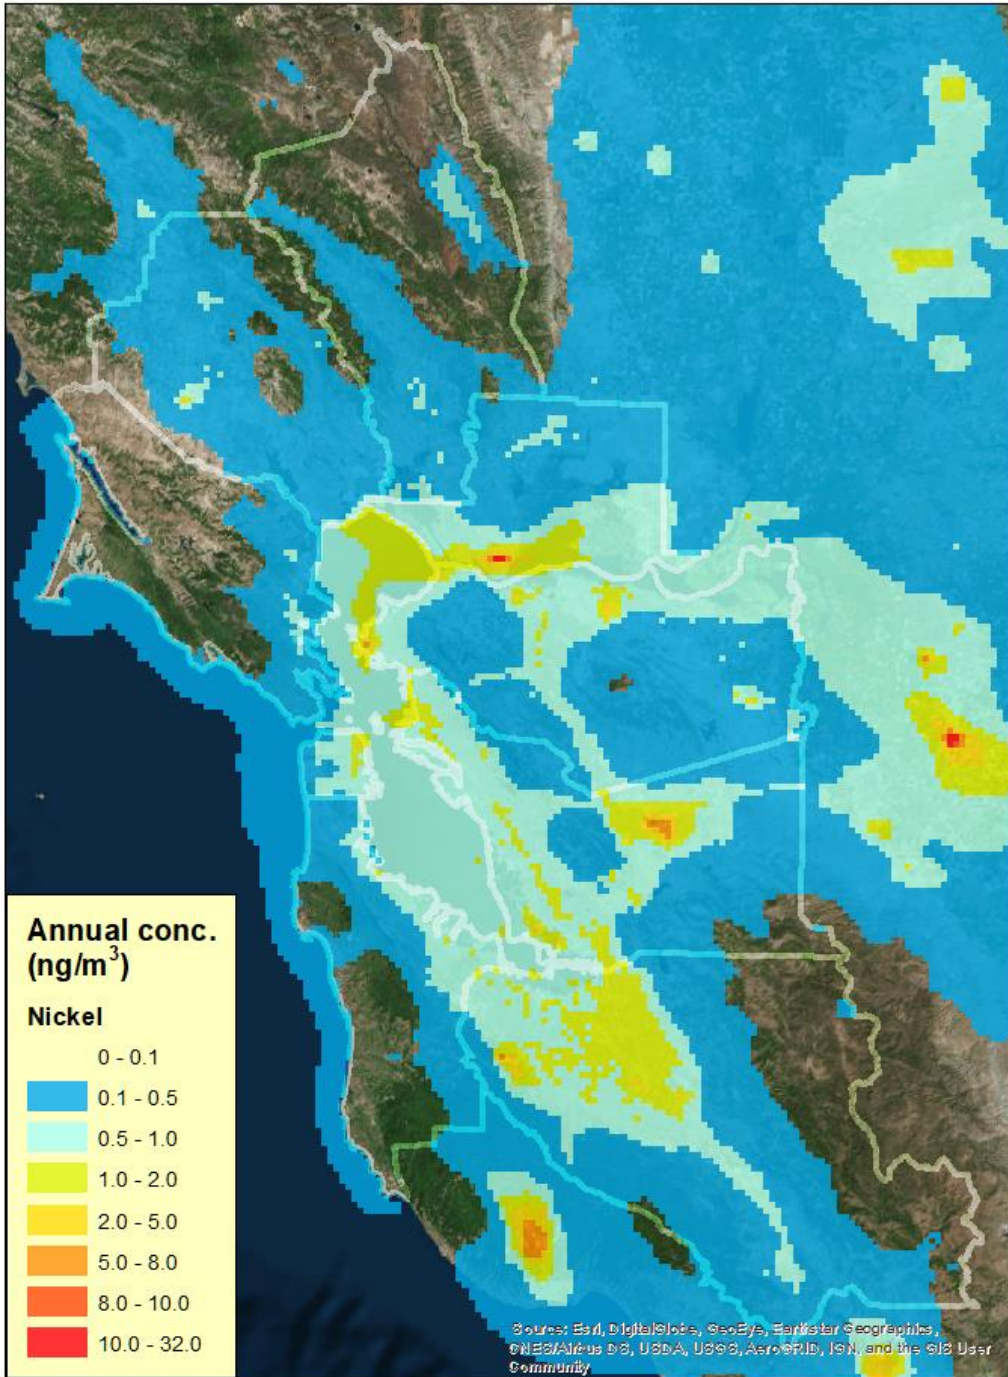 Annual conc.
(ng/m³)
Nickel
0 - 0.1
0.1 - 0.5
0.5 - 1.0
1.0 - 2.0
2.0 - 5.0
5.0 - 8.0
8.0 - 10.0
10.0 - 32.0
Source: Esri, DigitalGlobe, GeoEye, Earthstar Geographics,
CNES/Airbus DS, USDA, USGS, AeroGRID, IGN, and the GIS User
Community